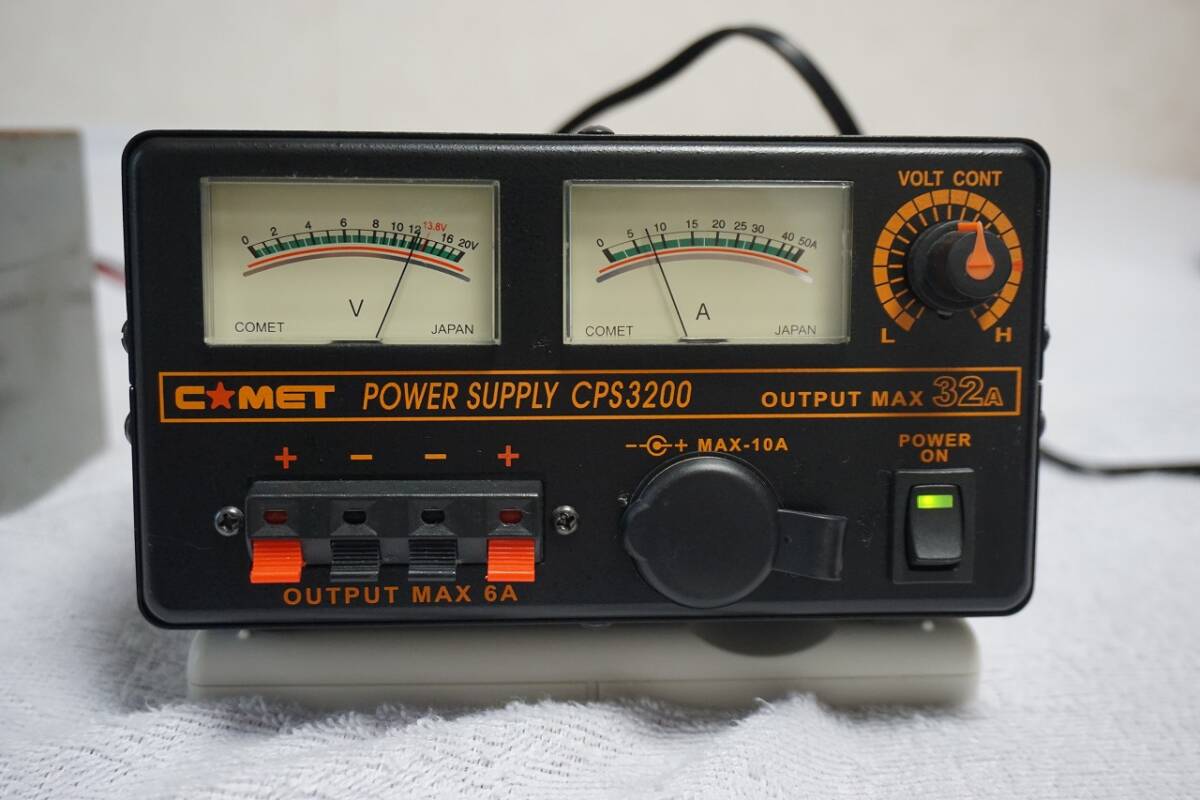 0 2 4 6 8 10 12 13.8V 16 20V
V
COMET JAPAN
0 5 10 15 20 25 30 40 50A
A
COMET JAPAN
VOLT CONT
L H
C★MET POWER SUPPLY CPS3200 OUTPUT MAX 32A
+ − − +
OUTPUT MAX 6A
− + MAX-10A
POWER
ON